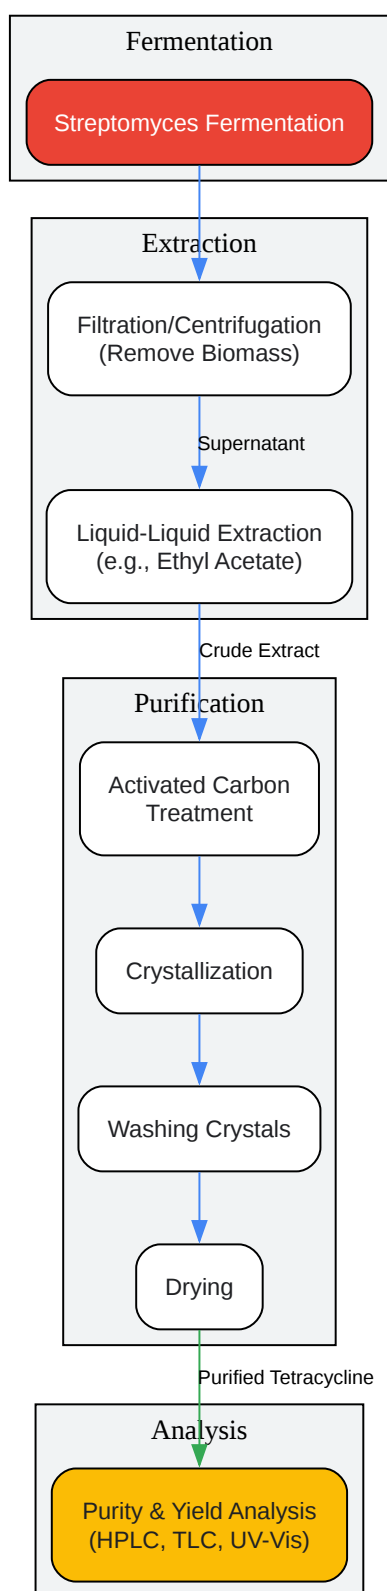 Fermentation
Streptomyces Fermentation
Extraction
Filtration/Centrifugation
(Remove Biomass)
Supernatant
Liquid-Liquid Extraction
(e.g., Ethyl Acetate)
Crude Extract
Purification
Activated Carbon
Treatment
Crystallization
Washing Crystals
Drying
Purified Tetracycline
Analysis
Purity & Yield Analysis
(HPLC, TLC, UV-Vis)